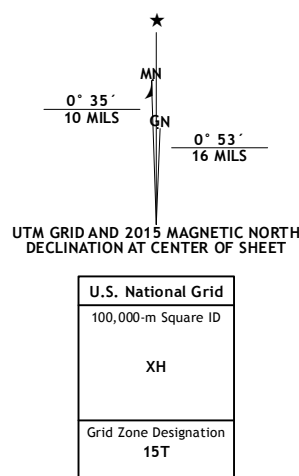 MN
0° 35´
10 MILS
GN
0° 53´
16 MILS
UTM GRID AND 2015 MAGNETIC NORTH
DECLINATION AT CENTER OF SHEET
U.S. National Grid
100,000-m Square ID
XH
Grid Zone Designation
15T